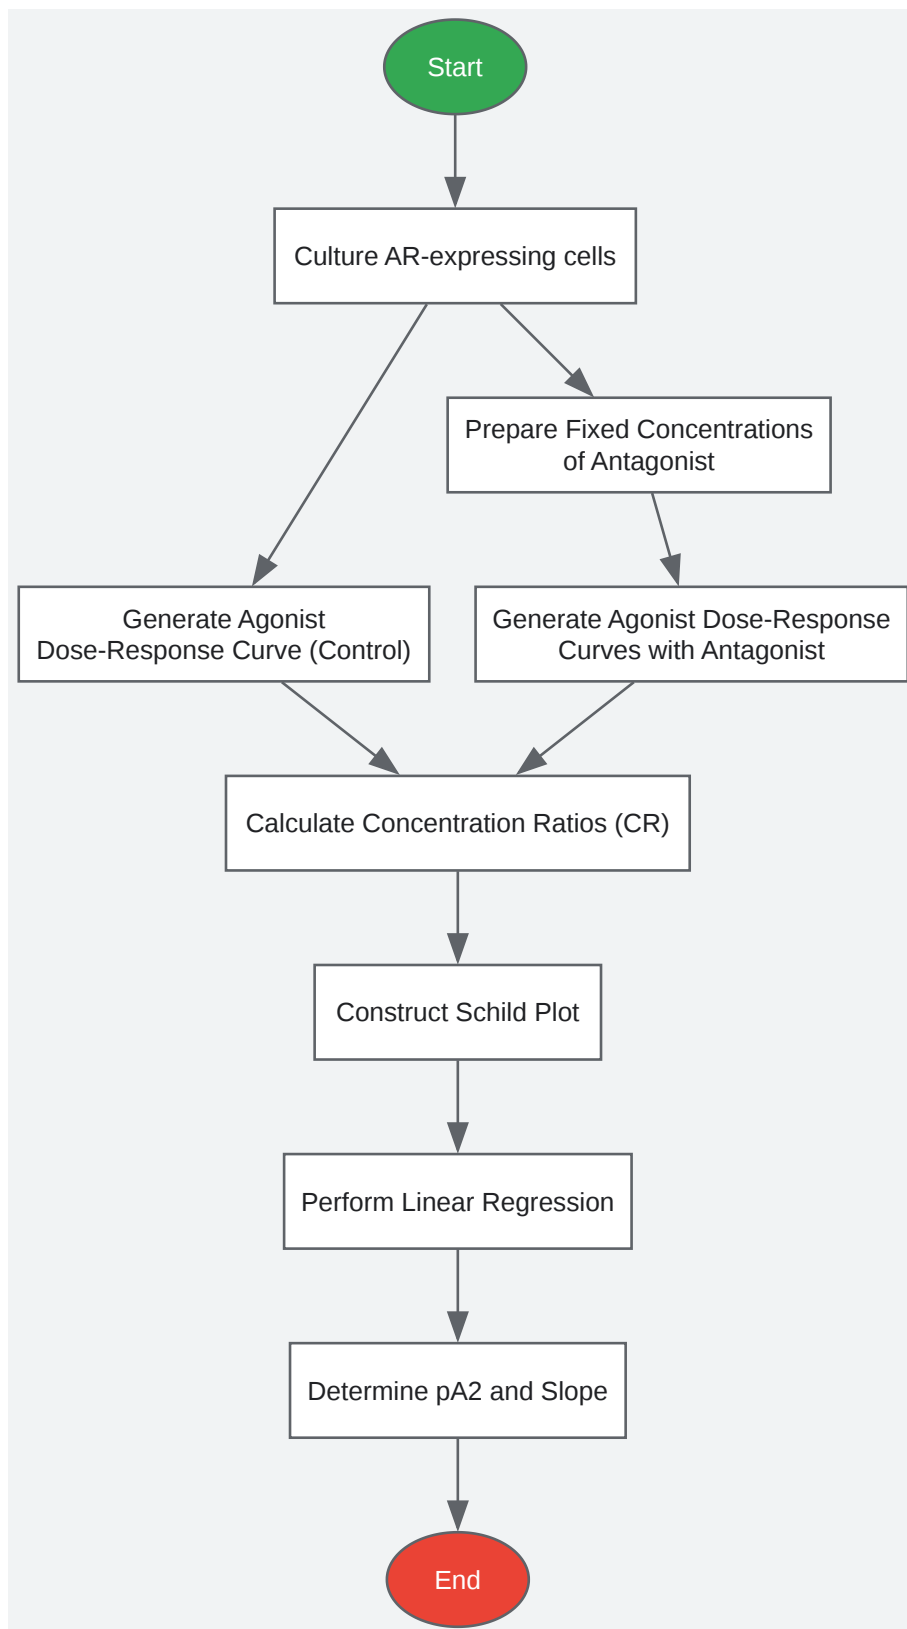 Start
Culture AR-expressing cells
Prepare Fixed Concentrations
of Antagonist
Generate Agonist
Dose-Response Curve (Control)
Generate Agonist Dose-Response
Curves with Antagonist
Calculate Concentration Ratios (CR)
Construct Schild Plot
Perform Linear Regression
Determine pA2 and Slope
End